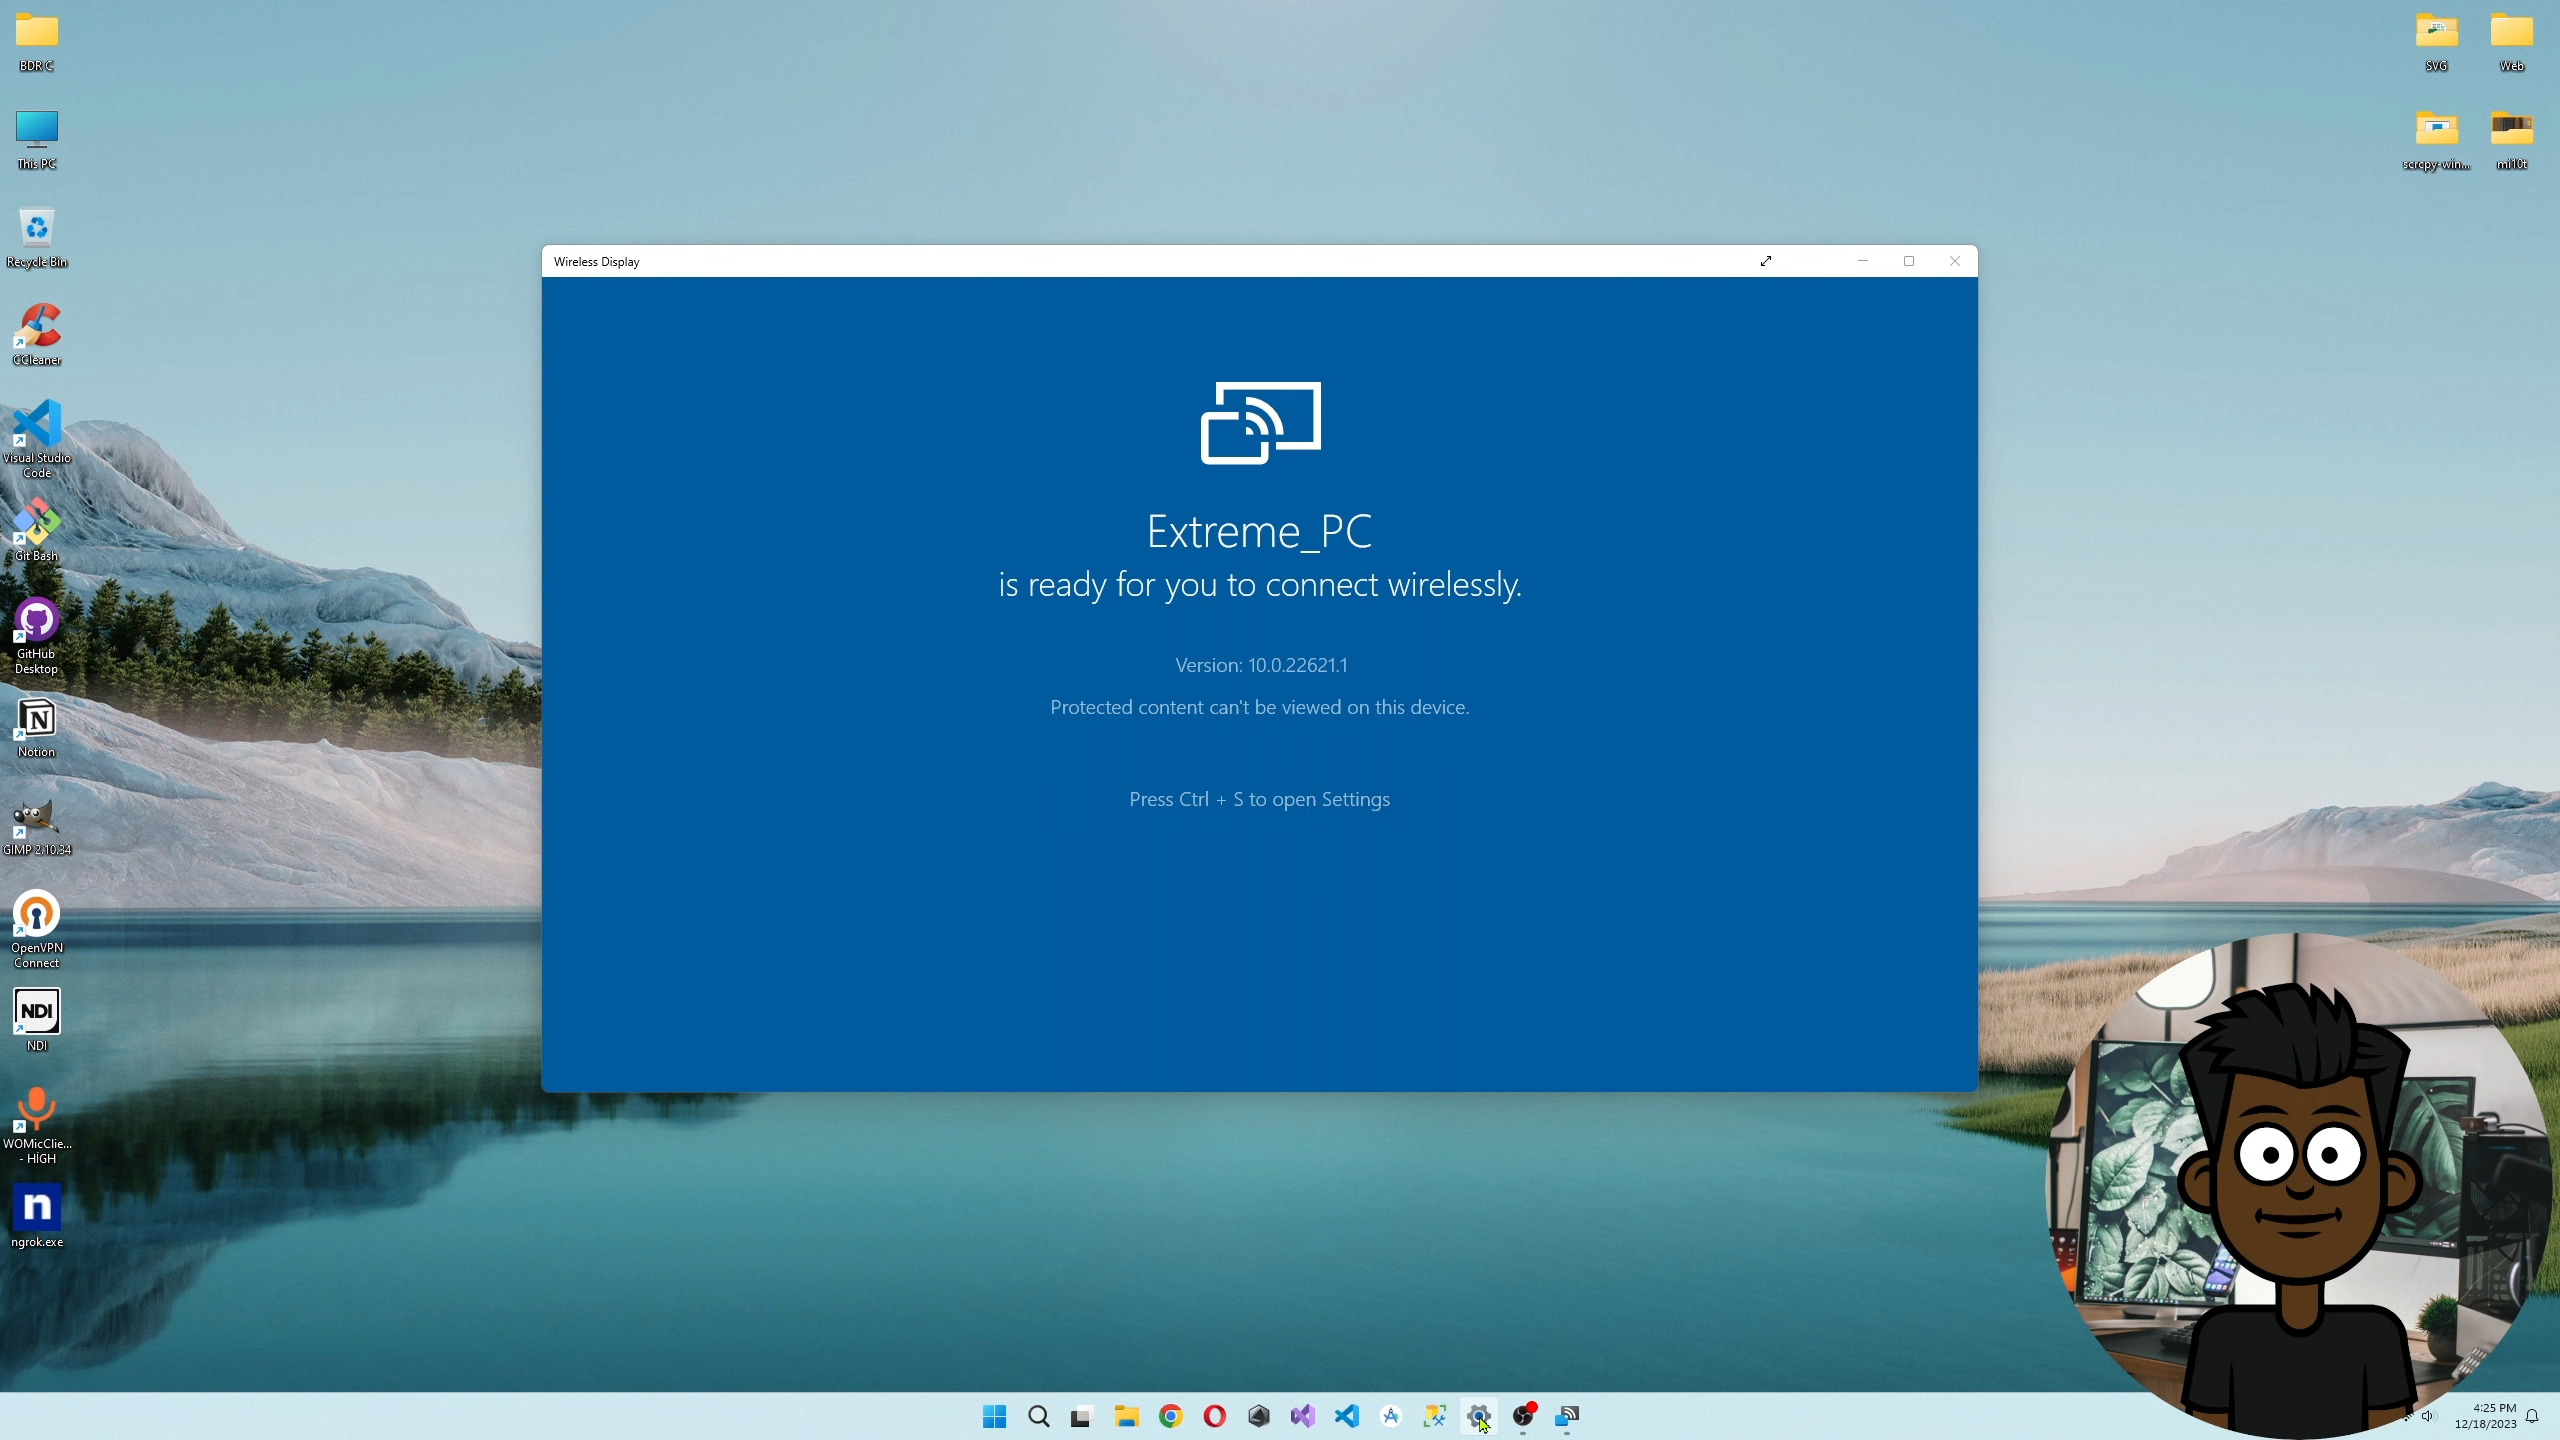 BDR C
This PC
Recycle Bin
CCleaner
Visual Studio
Code
Git Bash
GitHub
Desktop
Notion
GIMP 2.10.34
OpenVPN
Connect
NDI
NDI
WOMicClie...
- HİGH
n
ngrok.exe
SVG
Web
scrcpy-win...
mi10t
Wireless Display
Extreme_PC
is ready for you to connect wirelessly.
Version: 10.0.22621.1
Protected content can't be viewed on this device.
Press Ctrl + S to open Settings
4:25 PM
12/18/2023